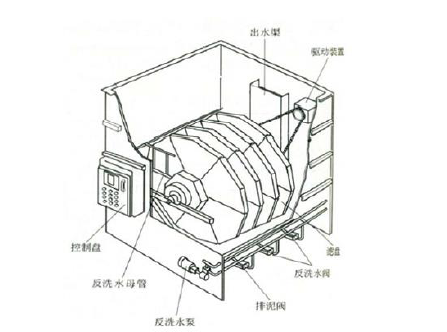 出水堰
驱动装置
控制盘
滤盘
反洗水母管
反洗水阀
排泥阀
反洗水泵